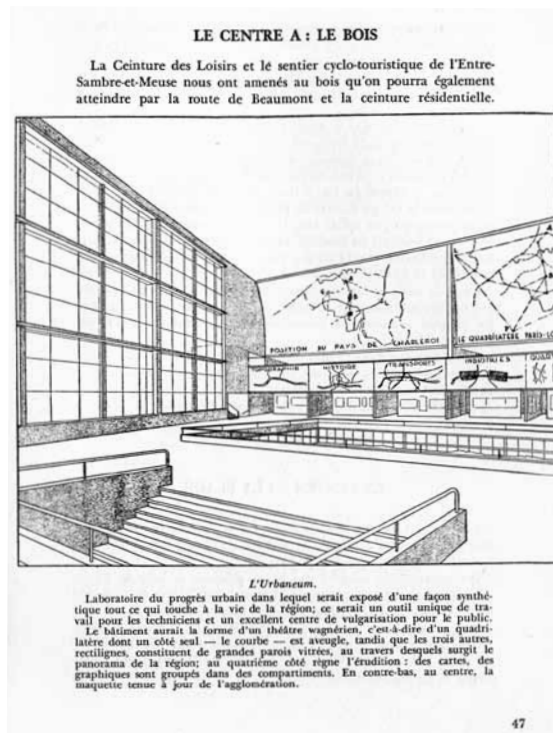 LE CENTRE A : LE BOIS
La Ceinture des Loisirs et lé sentier cyclo-touristique de l'Entre-
Sambre-et-Meuse nous ont amenés au bois qu'on pourra également
atteindre par la route de Beaumont et la ceinture résidentielle.
POSITION DU PAYS DE CHARLEROI
LE QUADRILATÈRE PARIS-LO
HISTOIRE
TRANSPORTS
INDUSTRIES
L'Urbaneum.
Laboratoire du progrès urbain dans lequel serait exposé d'une façon synthé-
tique tout ce qui touche à la vie de la région; ce serait un outil unique de tra-
vail pour les techniciens et un excellent centre de vulgarisation pour le public.
Le bâtiment aurait la forme d'un théâtre wagnérien, c'est-à-dire d'un quadri-
latère dont un côté seul — le courbe — est aveugle, tandis que les trois autres,
rectilignes, constituent de grandes parois vitrées, au travers desquels surgit le
panorama de la région; au quatrième côté règne l'érudition : des cartes, des
graphiques sont groupés dans des compartiments. En contre-bas, au centre, la
maquette tenue à jour de l'agglomération.
47